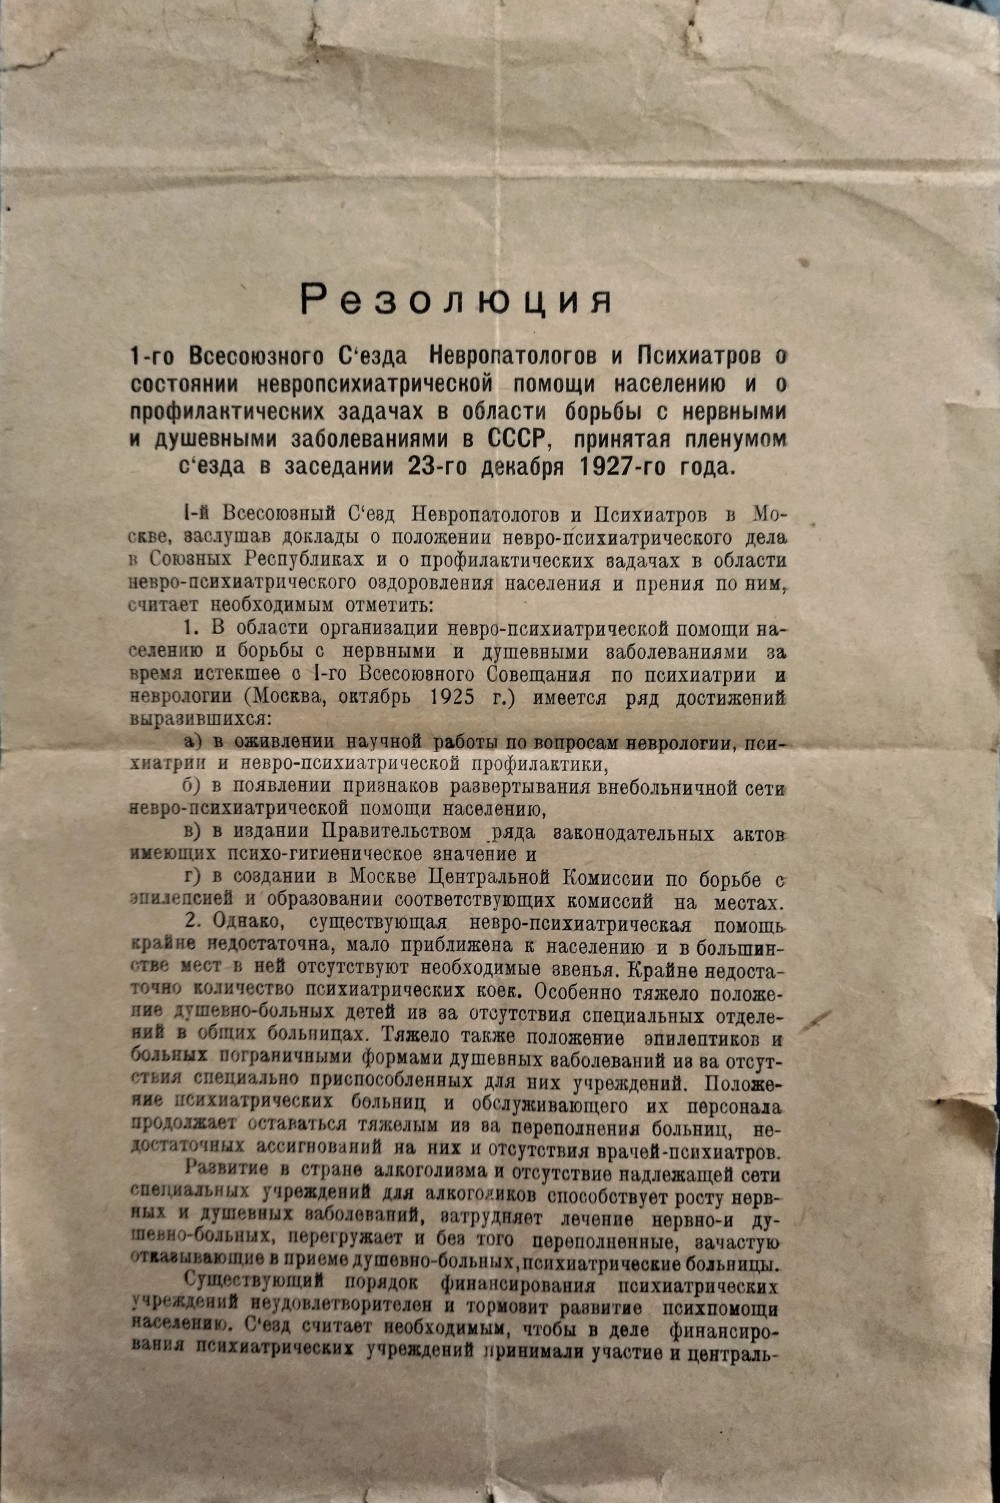 Резолюция
1-го Всесоюзного С‘езда Невропатологов и Психиатров о
состоянии невропсихиатрической помощи населению и о
профилактических задачах в области борьбы с нервными
и душевными заболеваниями в СССР, принятая пленумом
с‘езда в заседании 23-го декабря 1927-го года.
1-й Всесоюзный С‘езд Невропатологов и Психиатров в Мо-
скве, заслушав доклады о положении невро-психиатрического дела
в Союзных Республиках и о профилактических задачах в области
невро-психиатрического оздоровления населения и прения по ним,
считает необходимым отметить:
1. В области организации невро-психиатрической помощи на-
селению и борьбы с нервными и душевными заболеваниями за
время истекшее с 1-го Всесоюзного Совещания по психиатрии и
неврологии (Москва, октябрь 1925 г.) имеется ряд достижений
выразившихся:
а) в оживлении научной работы по вопросам неврологии, пси-
хиатрии и невро-психиатрической профилактики,
б) в появлении признаков развертывания внебольничной сети
невро-психиатрической помощи населению,
в) в издании Правительством ряда законодательных актов
имеющих психо-гигиеническое значение и
г) в создании в Москве Центральной Комиссии по борьбе с
эпилепсией и образовании соответствующих комиссий на местах.
2. Однако, существующая невро-психиатрическая помощь
крайне недостаточна, мало приближена к населению и в большин-
стве мест в ней отсутствуют необходимые звенья. Крайне недоста-
точно количество психиатрических коек. Особенно тяжело положе-
ние душевно-больных детей из за отсутствия специальных отделе-
ний в общих больницах. Тяжело также положение эпилептиков и
больных пограничными формами душевных заболеваний из за отсут-
ствия специально приспособленных для них учреждений. Положе-
ние психиатрических больниц и обслуживающего их персонала
продолжает оставаться тяжелым из за переполнения больниц, не-
достаточных ассигнований на них и отсутствия врачей-психиатров.
Развитие в стране алкоголизма и отсутствие надлежащей сети
специальных учреждений для алкоголиков способствует росту нерв-
ных и душевных заболеваний, затрудняет лечение нервно-и ду-
шевно-больных, перегружает и без того переполненные, зачастую
отказывающие в приеме душевно-больных, психиатрические больницы.
Существующий порядок финансирования психиатрических
учреждений неудовлетворителен и тормозит развитие психпомощи
населению. С‘езд считает необходимым, чтобы в деле финансиро-
вания психиатрических учреждений принимали участие и централь-